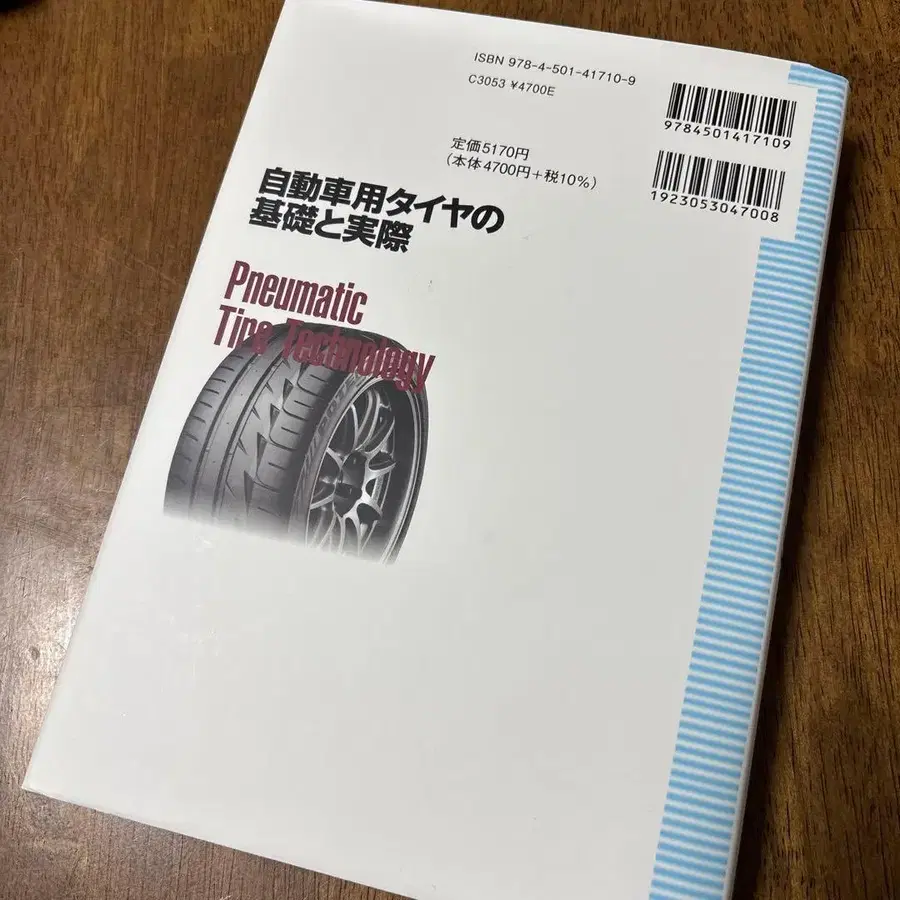 ISBN 978-4-501-41710-9
C3053 ¥4700E
9784501417109
定価5170円
(本体4700円+税10%)
1923053047008
自動車用タイヤの
基礎と実際
Pneumatic
Tire Technology